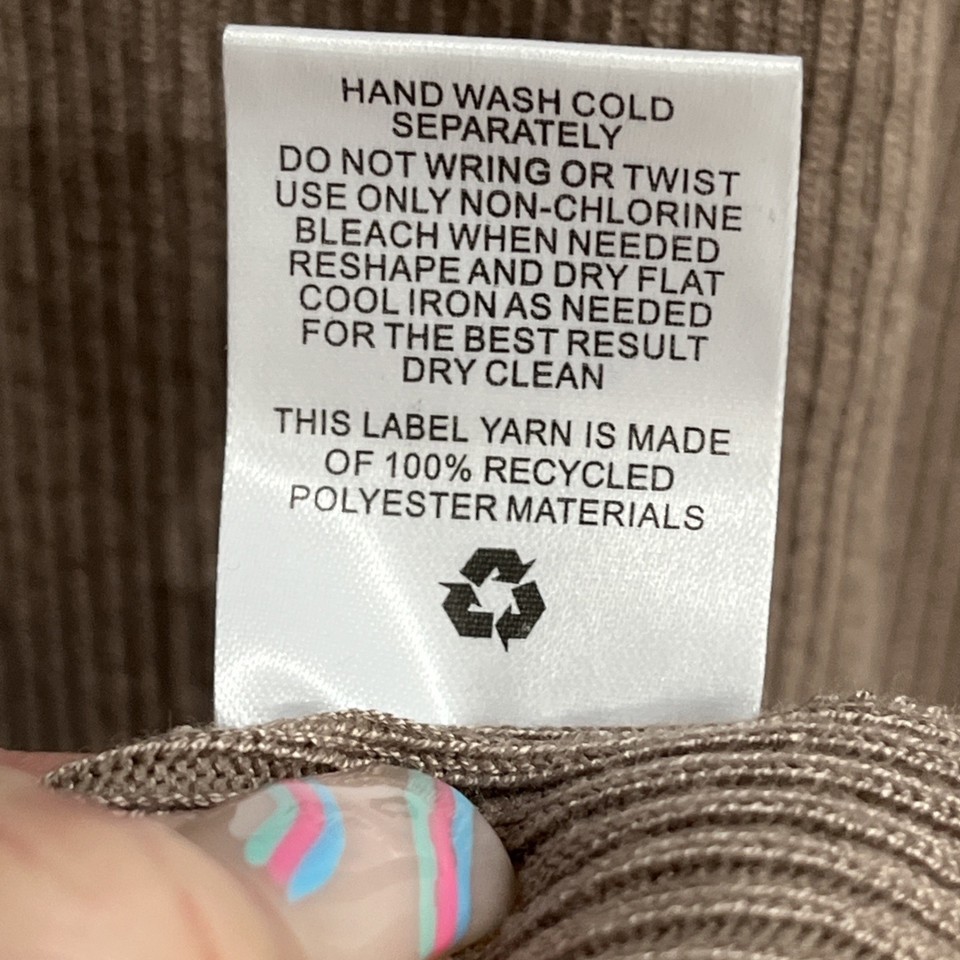 HAND WASH COLD
SEPARATELY
DO NOT WRING OR TWIST
USE ONLY NON-CHLORINE
BLEACH WHEN NEEDED
RESHAPE AND DRY FLAT
COOL IRON AS NEEDED
FOR THE BEST RESULT
DRY CLEAN
THIS LABEL YARN IS MADE
OF 100% RECYCLED
POLYESTER MATERIALS